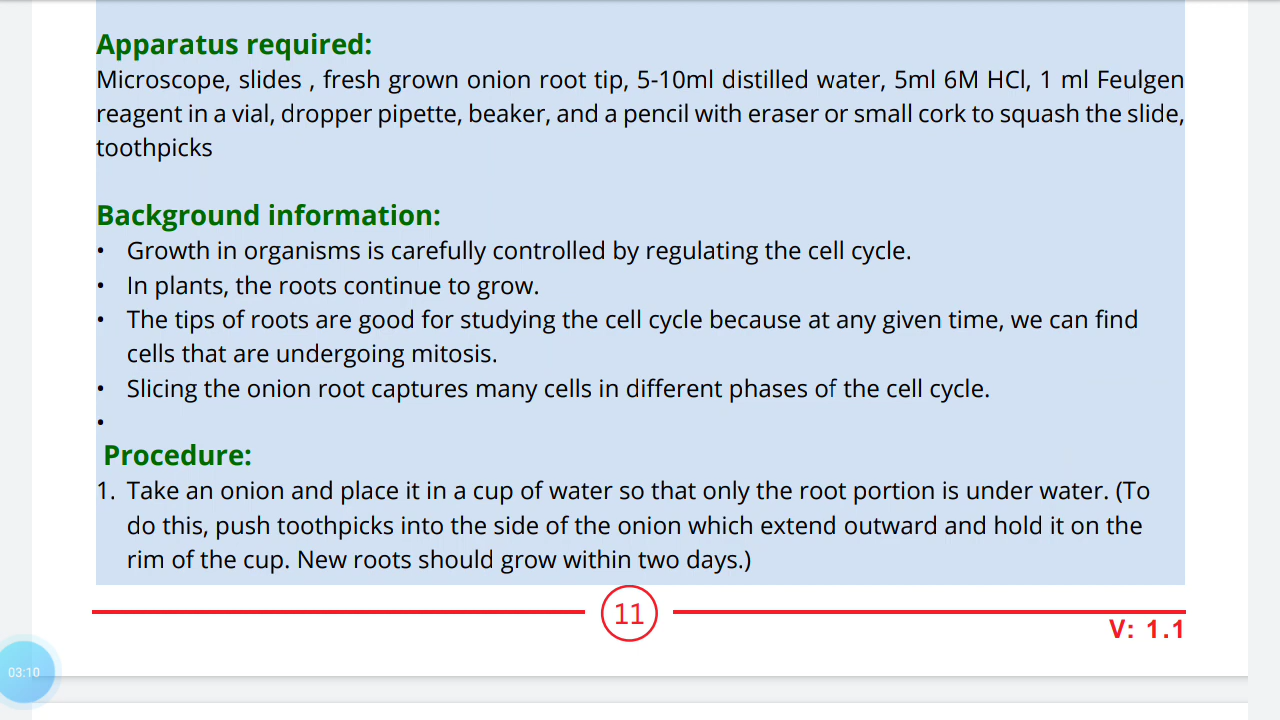 Apparatus required:
Microscope, slides , fresh grown onion root tip, 5-10ml distilled water, 5ml 6M HCl, 1 ml Feulgen
reagent in a vial, dropper pipette, beaker, and a pencil with eraser or small cork to squash the slide,
toothpicks
Background information:
• Growth in organisms is carefully controlled by regulating the cell cycle.
• In plants, the roots continue to grow.
• The tips of roots are good for studying the cell cycle because at any given time, we can find
cells that are undergoing mitosis.
• Slicing the onion root captures many cells in different phases of the cell cycle.
•
Procedure:
1. Take an onion and place it in a cup of water so that only the root portion is under water. (To
do this, push toothpicks into the side of the onion which extend outward and hold it on the
rim of the cup. New roots should grow within two days.)
11
V: 1.1
03:10